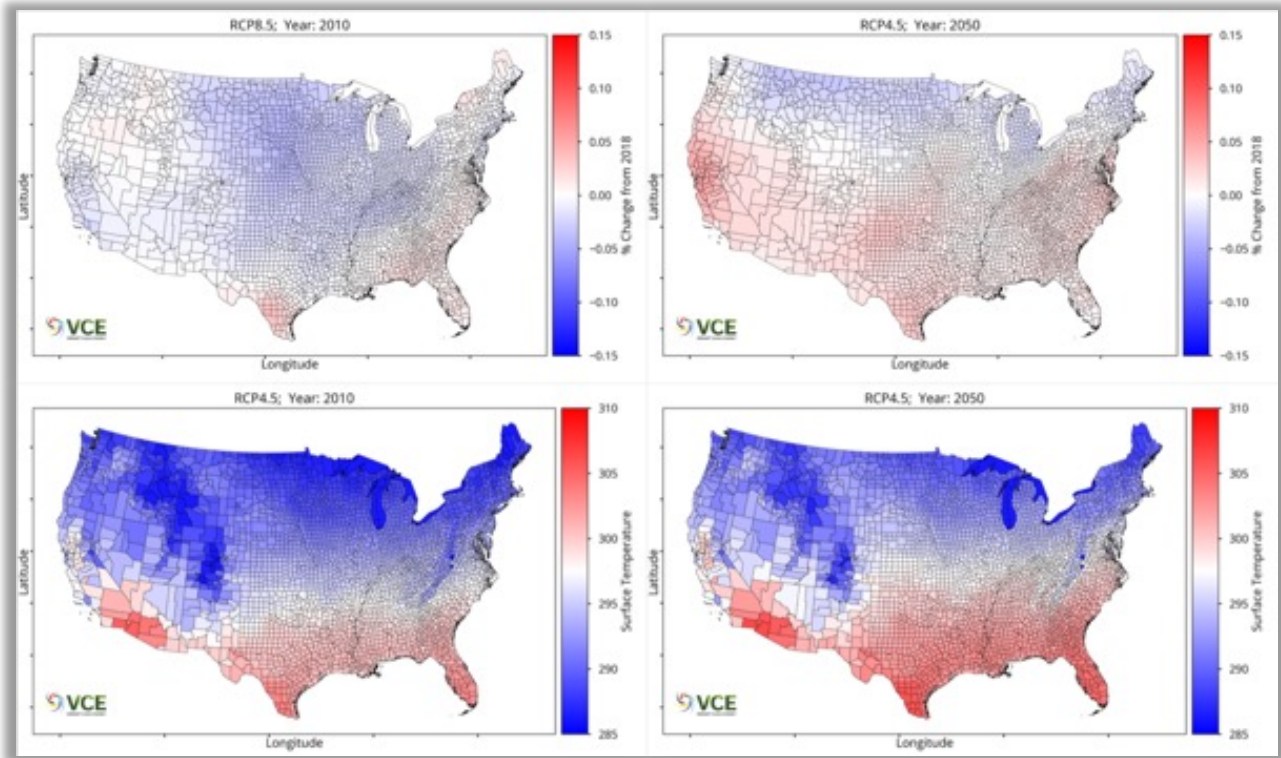 RCP8.5; Year: 2010
0.15
0.10
0.05
0.00
−0.05
−0.10
−0.15
% Change from 2018
Latitude
Longitude
VCE
RCP4.5; Year: 2050
0.15
0.10
0.05
0.00
−0.05
−0.10
−0.15
% Change from 2018
Latitude
Longitude
VCE
RCP4.5; Year: 2010
310
305
300
295
290
285
Surface Temperature
Latitude
Longitude
VCE
RCP4.5; Year: 2050
310
305
300
295
290
285
Surface Temperature
Latitude
Longitude
VCE